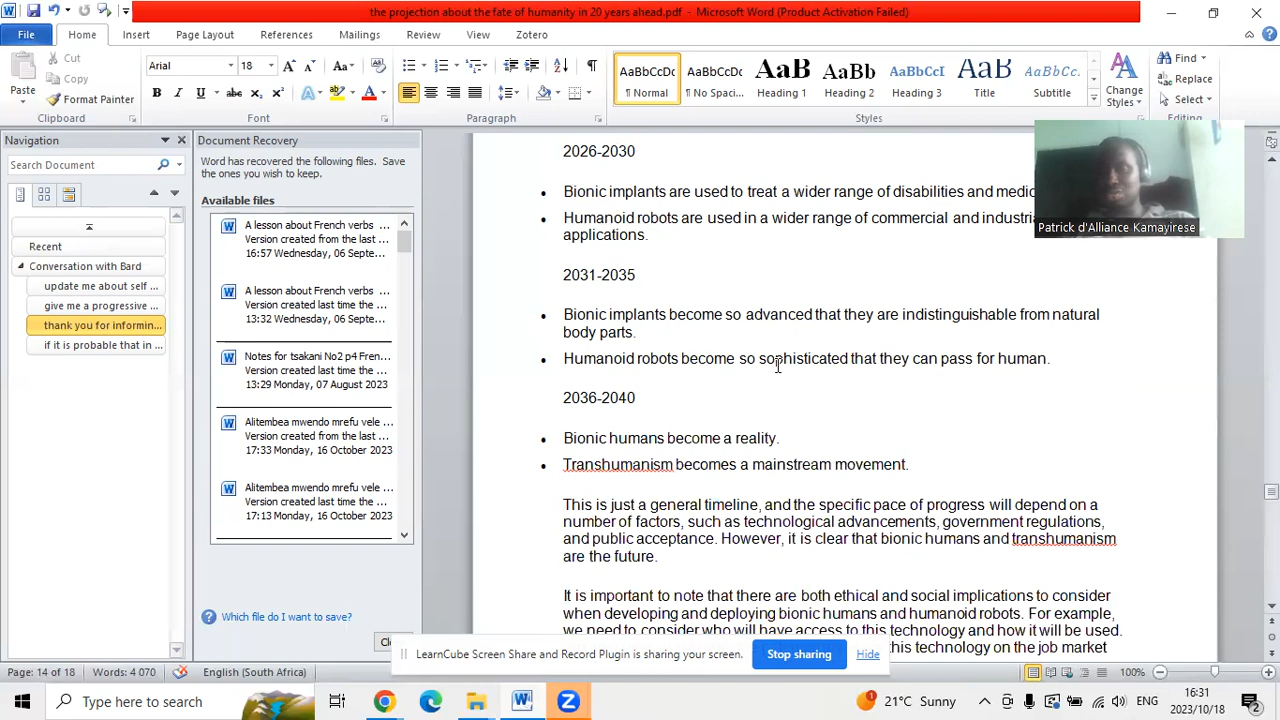 the projection about the fate of humanity in 20 years ahead.pdf - Microsoft Word (Product Activation Failed)
File Home Insert Page Layout References Mailings Review View Zotero
Cut
Copy
Format Painter
Paste
Clipboard
Arial 18
Font
Paragraph
AaBbCcDc AaBbCcDc AaB AaBb AaBbCcI AaB AaBbCc.
¶ Normal ¶ No Spaci... Heading 1 Heading 2 Heading 3 Title Subtitle
Styles
Change
Styles
Find
Replace
Select
Editing
Navigation
Search Document
Recent
Conversation with Bard
update me about self ...
give me a progressive ...
thank you for informin...
if it is probable that in ...
Document Recovery
Word has recovered the following files. Save
the ones you wish to keep.
Available files
A lesson about French verbs ...
Version created from the last ...
16:57 Wednesday, 06 Septe...
A lesson about French verbs ...
Version created last time the ...
13:32 Wednesday, 06 Septe...
Notes for tsakani No2 p4 Fren...
Version created last time the ...
13:29 Monday, 07 August 2023
Alitembea mwendo mrefu vele ...
Version created from the last ...
17:33 Monday, 16 October 2023
Alitembea mwendo mrefu vele ...
Version created last time the ...
17:13 Monday, 16 October 2023
Which file do I want to save?
2026-2030
• Bionic implants are used to treat a wider range of disabilities and medic
• Humanoid robots are used in a wider range of commercial and industri
applications.
2031-2035
• Bionic implants become so advanced that they are indistinguishable from natural
body parts.
• Humanoid robots become so sophisticated that they can pass for human.
2036-2040
• Bionic humans become a reality.
• Transhumanism becomes a mainstream movement.
This is just a general timeline, and the specific pace of progress will depend on a
number of factors, such as technological advancements, government regulations,
and public acceptance. However, it is clear that bionic humans and transhumanism
are the future.
It is important to note that there are both ethical and social implications to consider
when developing and deploying bionic humans and humanoid robots. For example,
we need to consider who will have access to this technology and how it will be used.
this technology on the job market
Patrick d'Alliance Kamayirese
LearnCube Screen Share and Record Plugin is sharing your screen. Stop sharing Hide
Page: 14 of 18 Words: 4 070 English (South Africa) 100%
Type here to search
21°C Sunny ENG
16:31
2023/10/18
2